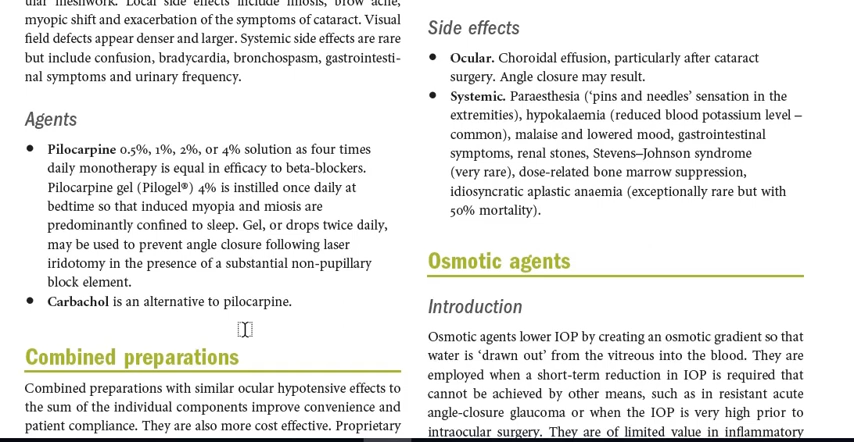 ular meshwork. Local side effects include miosis, brow ache,
myopic shift and exacerbation of the symptoms of cataract. Visual
field defects appear denser and larger. Systemic side effects are rare
but include confusion, bradycardia, bronchospasm, gastrointesti-
nal symptoms and urinary frequency.
Agents
● Pilocarpine 0.5%, 1%, 2%, or 4% solution as four times
daily monotherapy is equal in efficacy to beta-blockers.
Pilocarpine gel (Pilogel®) 4% is instilled once daily at
bedtime so that induced myopia and miosis are
predominantly confined to sleep. Gel, or drops twice daily,
may be used to prevent angle closure following laser
iridotomy in the presence of a substantial non-pupillary
block element.
● Carbachol is an alternative to pilocarpine.
Combined preparations
Combined preparations with similar ocular hypotensive effects to
the sum of the individual components improve convenience and
patient compliance. They are also more cost effective. Proprietary
Side effects
● Ocular. Choroidal effusion, particularly after cataract
surgery. Angle closure may result.
● Systemic. Paraesthesia (‘pins and needles’ sensation in the
extremities), hypokalaemia (reduced blood potassium level –
common), malaise and lowered mood, gastrointestinal
symptoms, renal stones, Stevens–Johnson syndrome
(very rare), dose-related bone marrow suppression,
idiosyncratic aplastic anaemia (exceptionally rare but with
50% mortality).
Osmotic agents
Introduction
Osmotic agents lower IOP by creating an osmotic gradient so that
water is ‘drawn out’ from the vitreous into the blood. They are
employed when a short-term reduction in IOP is required that
cannot be achieved by other means, such as in resistant acute
angle-closure glaucoma or when the IOP is very high prior to
intraocular surgery. They are of limited value in inflammatory